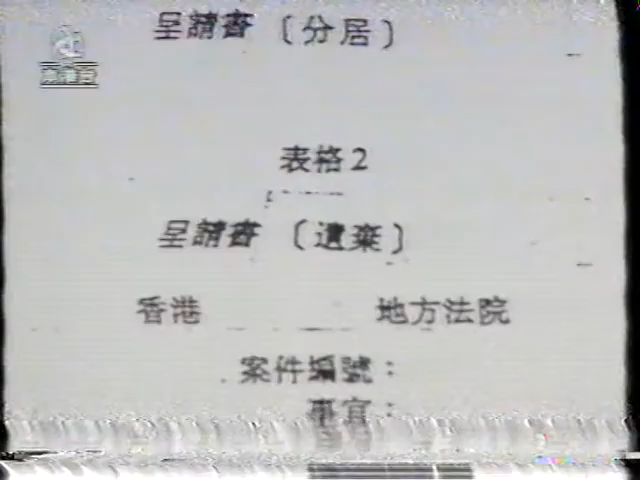 呈請書〔分居〕
表格2
呈請書〔遺棄〕
香港 地方法院
案件編號：
事宜：